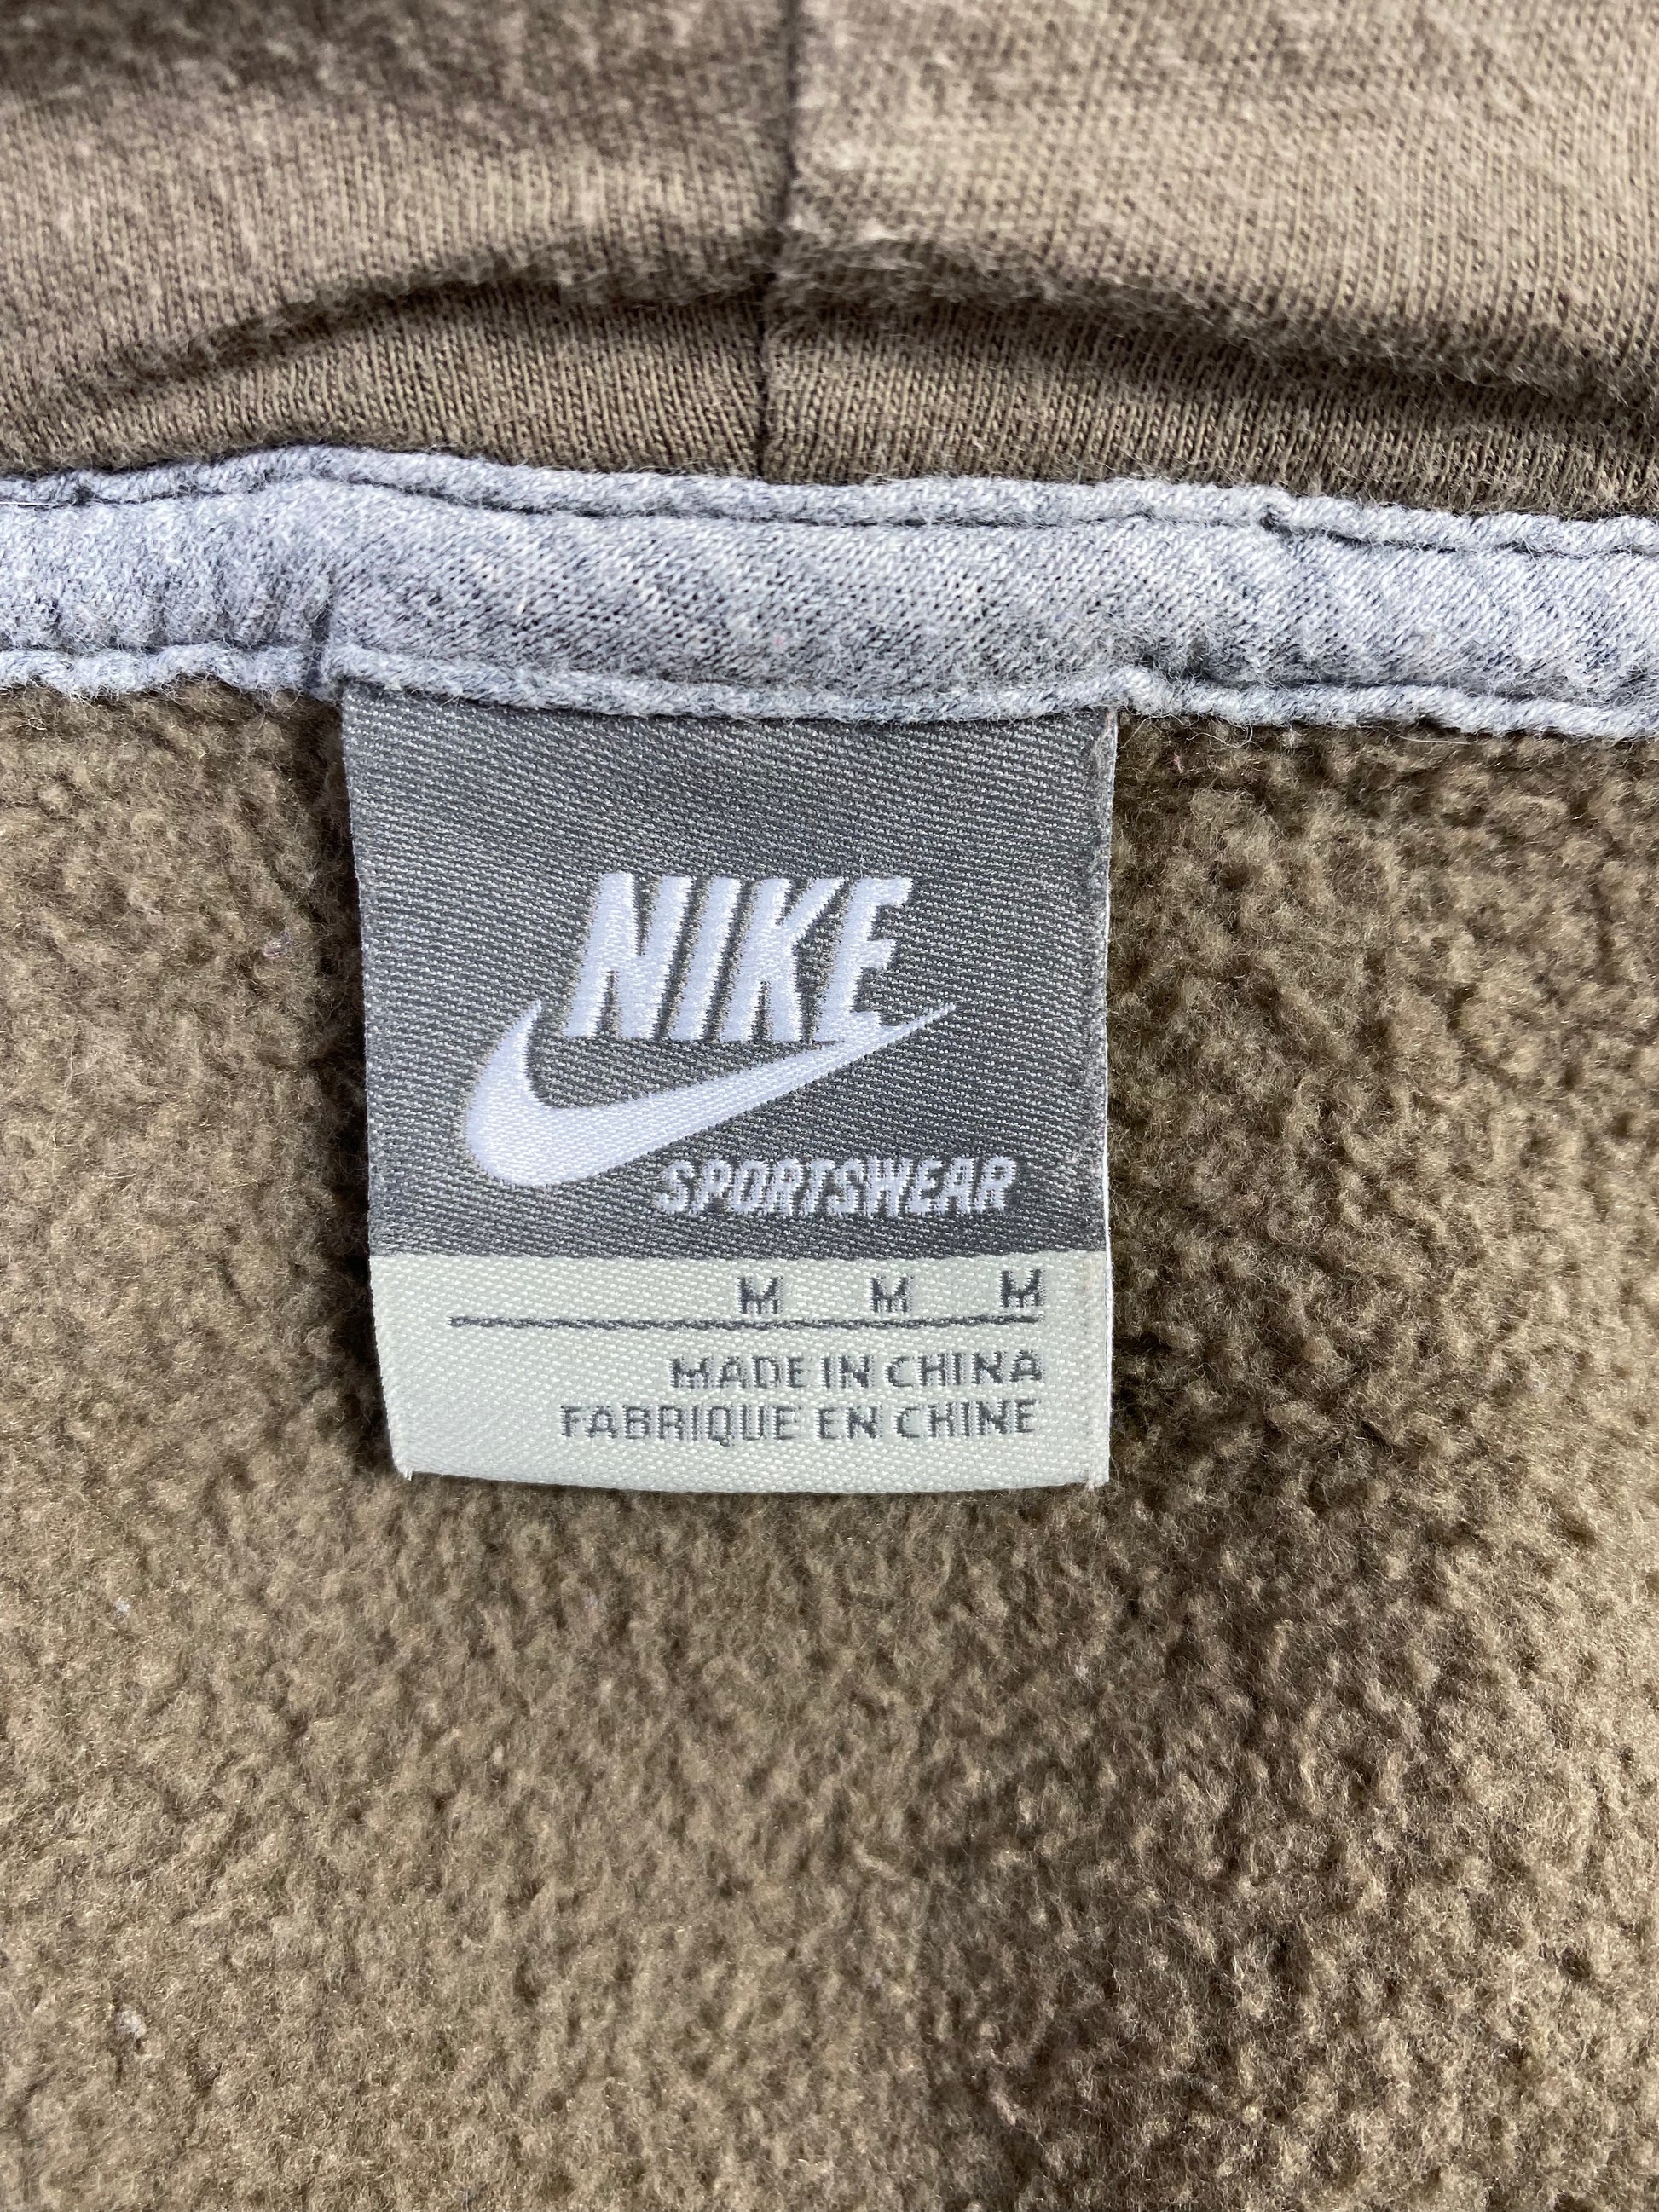 NIKE
SPORTSWEAR
M M M
MADE IN CHINA
FABRIQUE EN CHINE